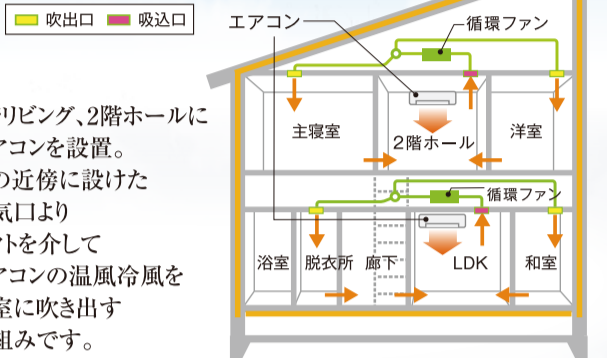 吹出口 吸込口
エアコン
循環ファン
主寝室 2階ホール 洋室
循環ファン
浴室 脱衣所 廊下 LDK 和室
リビング、2階ホールに
アコンを設置。
の近傍に設けた
気口より
トを介して
アコンの温風冷風を
室に吹き出す
組みです。